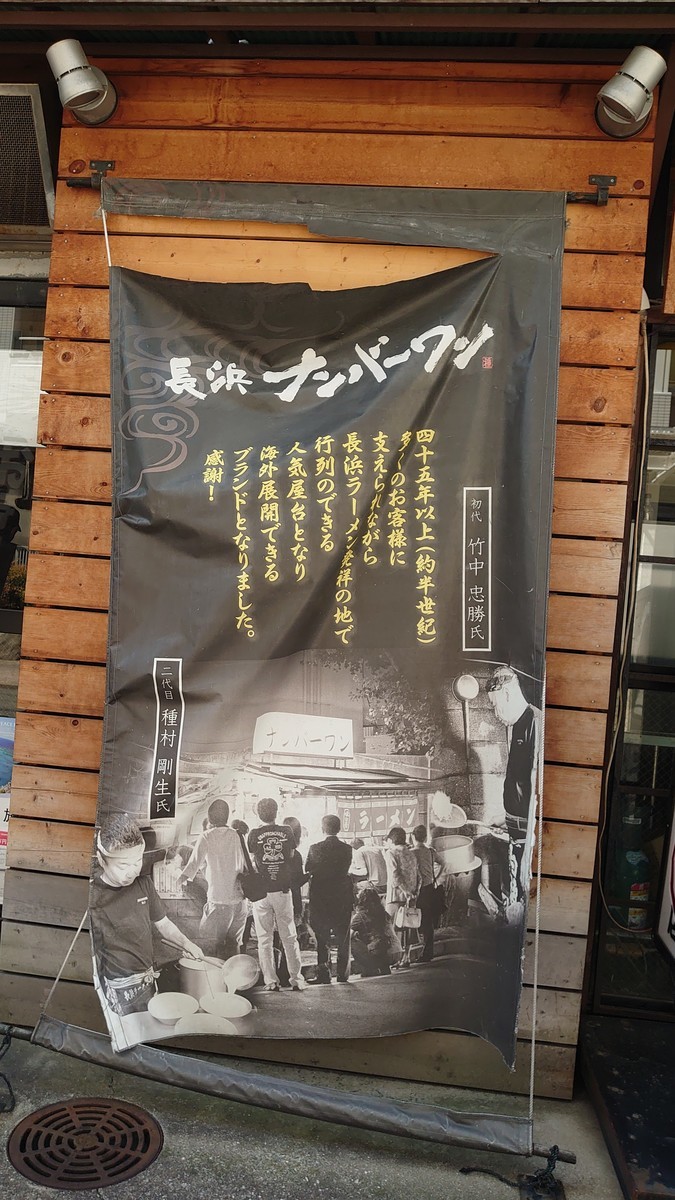 長浜 ナンバーワン
四十五年以上(約半世紀)
多くのお客様に
支えられながら
長浜ラーメン発祥の地で
行列のできる
人気屋台となり
海外展開できる
ブランドとなりました。
感謝!
初代 竹中 忠勝氏
二代目 種村 剛生氏
ナンバーワン
ラーメン